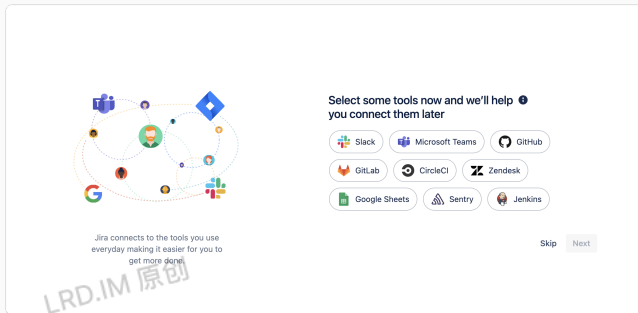 Select some tools now and we'll help
you connect them later
Slack
Microsoft Teams
GitHub
GitLab
CircleCI
Zendesk
Google Sheets
Sentry
Jenkins
Jira connects to the tools you use
everyday making it easier for you to
get more done.
Skip
Next
LRD.IM 原创